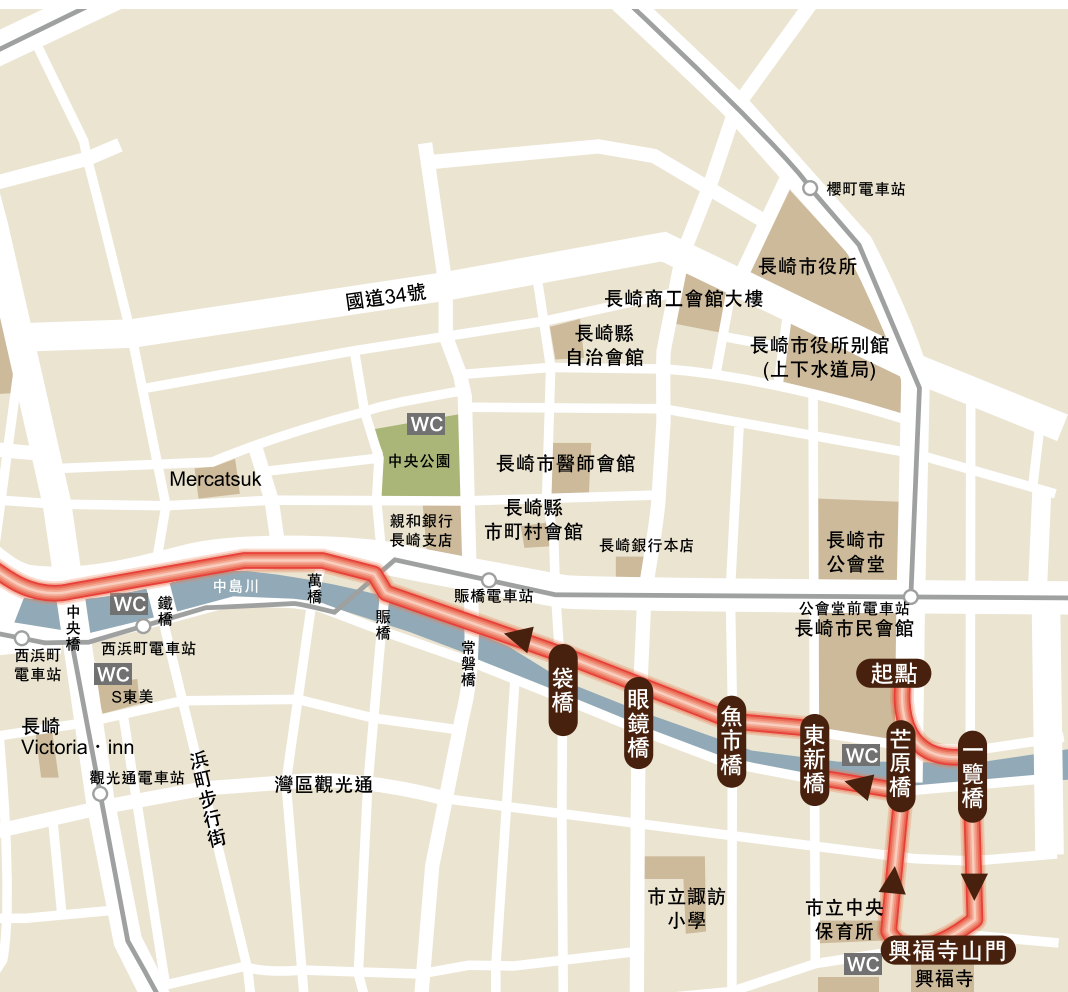 櫻町電車站
長崎市役所
國道34號
長崎商工會館大樓
長崎縣
自治會館
長崎市役所別館
(上下水道局)
WC
中央公園
長崎市醫師會館
Mercatsuk
長崎縣
市町村會館
親和銀行
長崎支店
長崎銀行本店
長崎市
公會堂
中島川
萬橋
賑橋電車站
WC
鐵橋
中央橋
賑橋
公會堂前電車站
長崎市民會館
西浜町
電車站
西浜町電車站
常盤橋
WC
S東美
起點
袋橋
眼鏡橋
魚市橋
東新橋
芒原橋
一覽橋
WC
長崎
Victoria·inn
觀光通電車站
浜町步行街
灣區觀光通
市立諏訪
小學
市立中央
保育所
興福寺山門
WC
興福寺